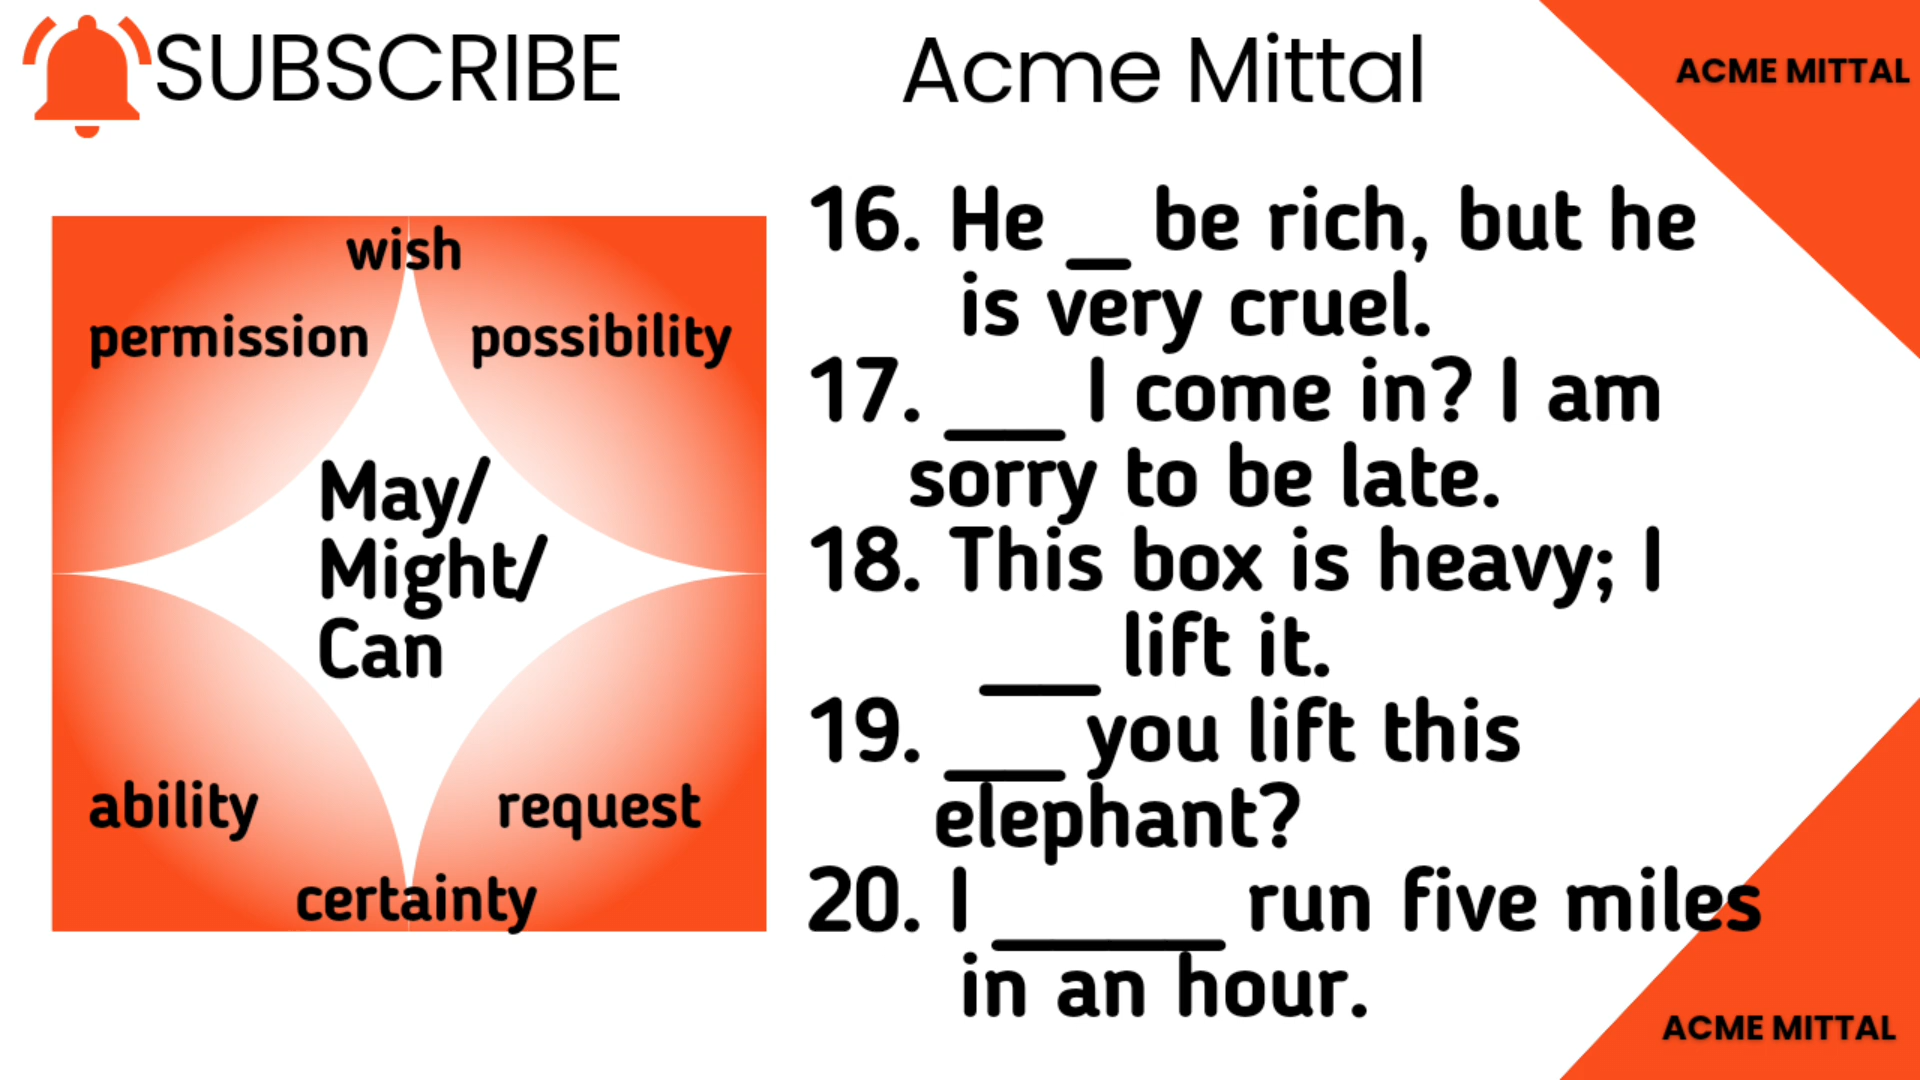 SUBSCRIBE
Acme Mittal
ACME MITTAL
wish
permission possibility
May/
Might/
Can
ability request
certainty
16. He _ be rich, but he
is very cruel.
17. ___ I come in? I am
sorry to be late.
18. This box is heavy; I
___ lift it.
19. ___ you lift this
elephant?
20. I ______ run five miles
in an hour.
ACME MITTAL